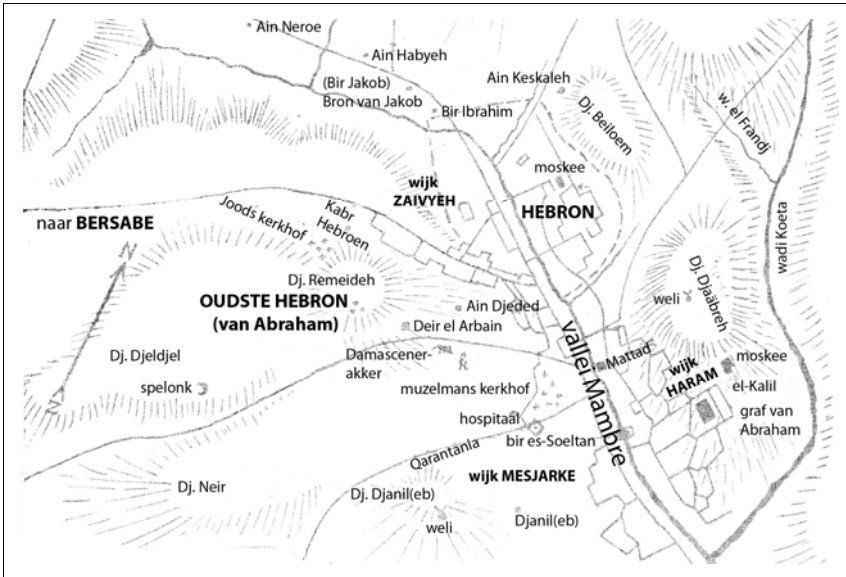 Ain Neroe
Ain Habyeh
(Bir Jakob)
Bron van Jakob
Bir Ibrahim
Ain Keskaleh
Dj. Beiloem
w. el Frandj
moskee
wijk
ZAIVYEH
HEBRON
naar BERSABE
Joods kerkhof
Kabr
Hebroen
wadi Koeta
N
Z
Dj. Remeideh
OUDSTE HEBRON
(van Abraham)
Ain Djeded
Deir el Arbain
Dj. Djaäbreh
weli
vallei Mambre
Mattad
Dj. Djeldjel
spelonk
Damascener-
akker
muzelmans kerkhof
wijk
HARAM
moskee
el-Kalil
graf van
Abraham
hospitaal
bir es-Soeltan
Qarantanla
wijk MESJARKE
Dj. Neir
Dj. Djanil(eb)
weli
Djanil(eb)